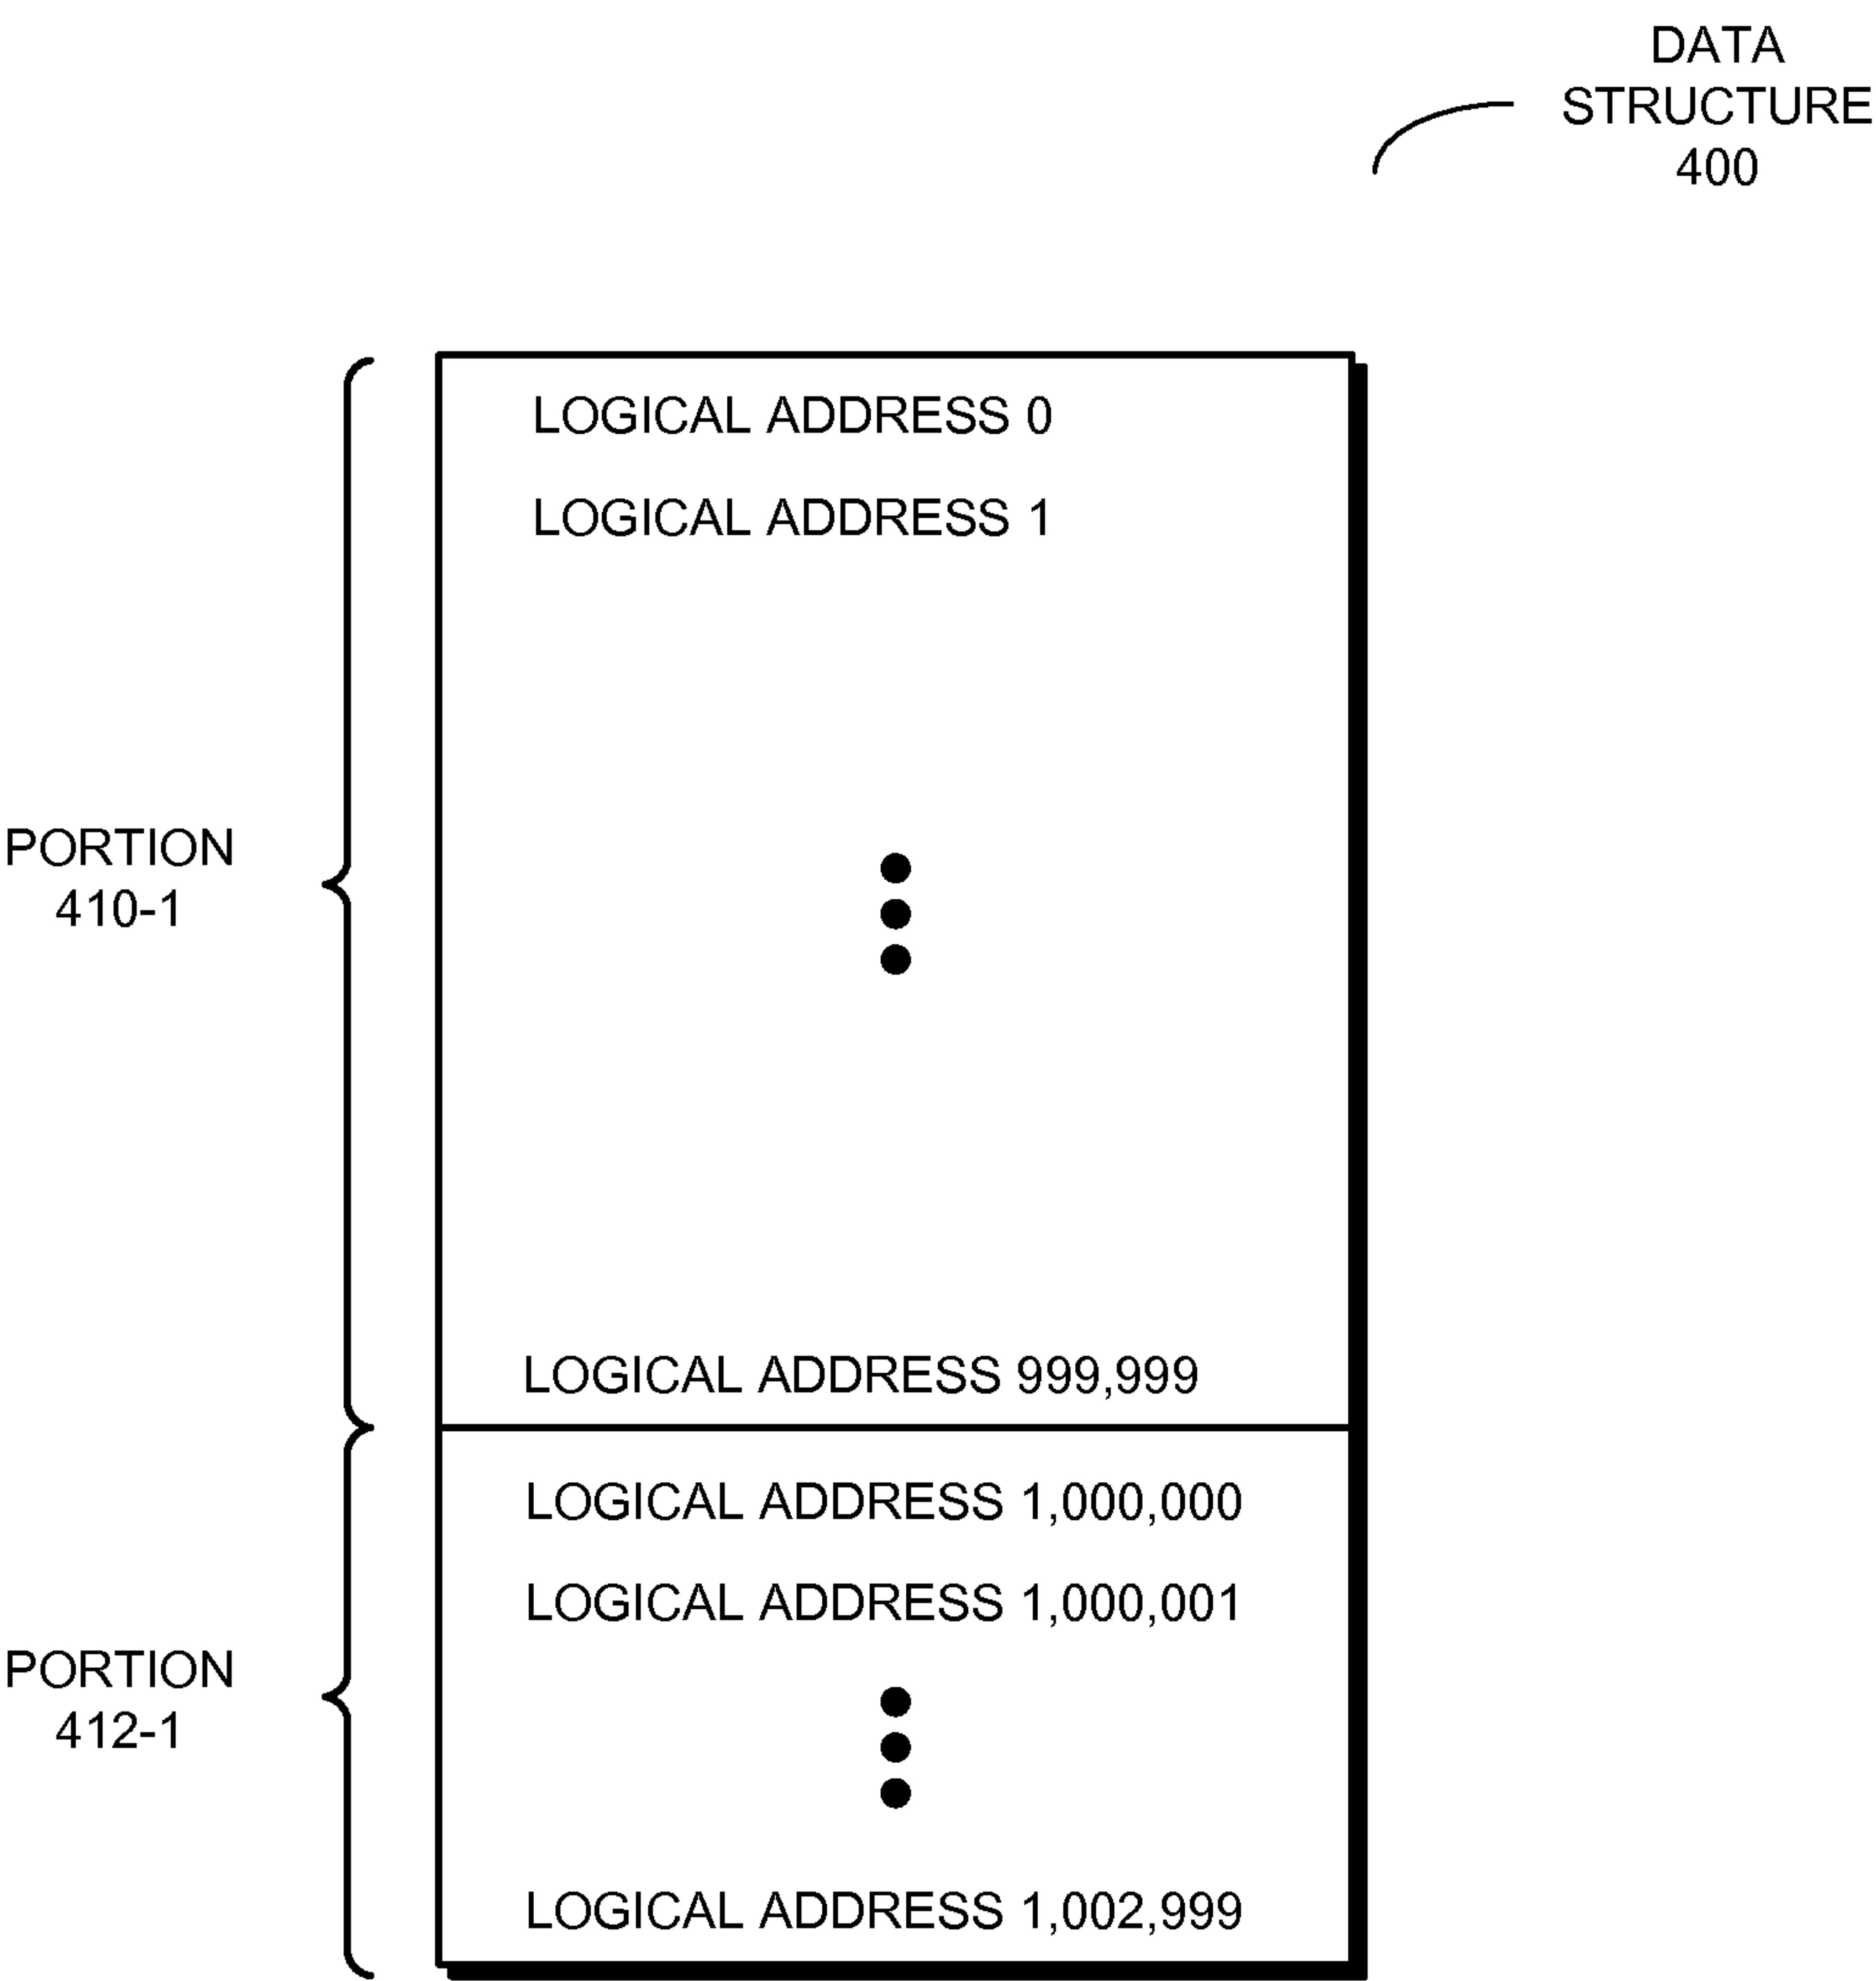 DATA
STRUCTURE
400
LOGICAL ADDRESS 0
LOGICAL ADDRESS 1
PORTION
410-1
LOGICAL ADDRESS 999,999
LOGICAL ADDRESS 1,000,000
LOGICAL ADDRESS 1,000,001
PORTION
412-1
LOGICAL ADDRESS 1,002,999